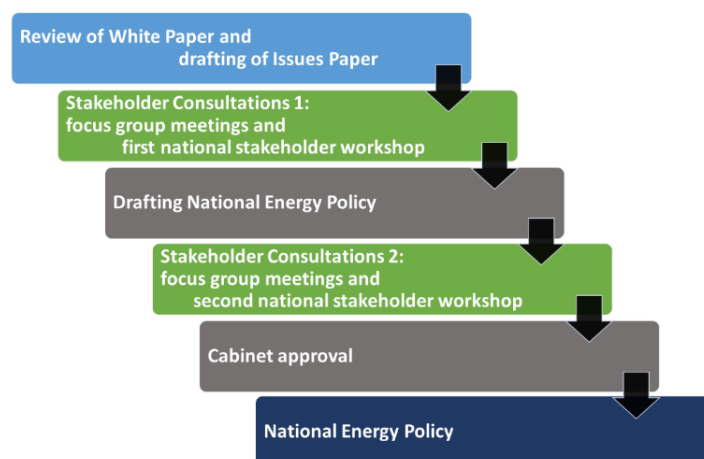 Review of White Paper and
drafting of Issues Paper
Stakeholder Consultations 1:
focus group meetings and
first national stakeholder workshop
Drafting National Energy Policy
Stakeholder Consultations 2:
focus group meetings and
second national stakeholder workshop
Cabinet approval
National Energy Policy